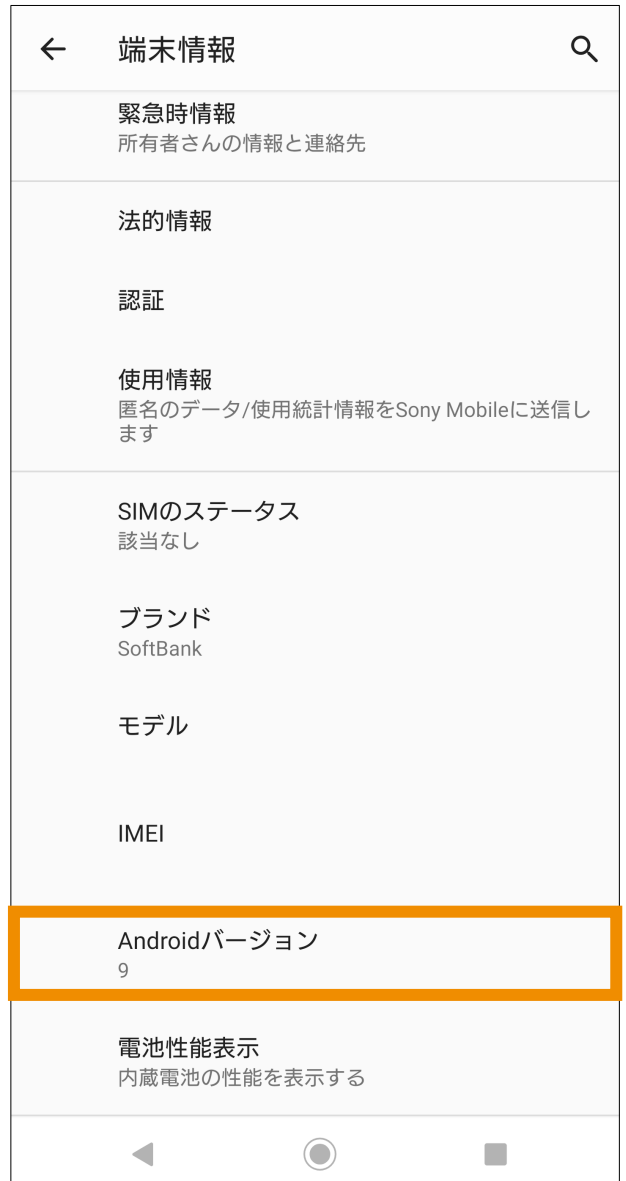 端末情報
緊急時情報
所有者さんの情報と連絡先
法的情報
認証
使用情報
匿名のデータ/使用統計情報をSony Mobileに送信し
ます
SIMのステータス
該当なし
ブランド
SoftBank
モデル
IMEI
Androidバージョン
9
電池性能表示
内蔵電池の性能を表示する